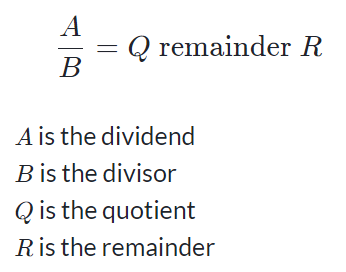 A/B = Q remainder R
A is the dividend
B is the divisor
Q is the quotient
R is the remainder